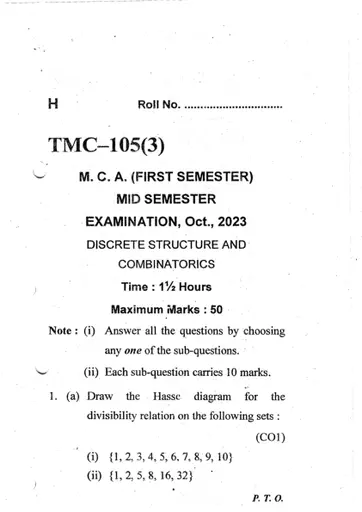 H Roll No. ................................
TMC–105(3)
M. C. A. (FIRST SEMESTER)
MID SEMESTER
EXAMINATION, Oct., 2023
DISCRETE STRUCTURE AND
COMBINATORICS
Time : 1½ Hours
Maximum Marks : 50
Note : (i) Answer all the questions by choosing
any one of the sub-questions.
(ii) Each sub-question carries 10 marks.
1. (a) Draw the Hasse diagram for the
divisibility relation on the following sets :
(CO1)
(i) {1, 2, 3, 4, 5, 6. 7, 8, 9, 10}
(ii) {1, 2, 5, 8, 16, 32}
P. T. O.